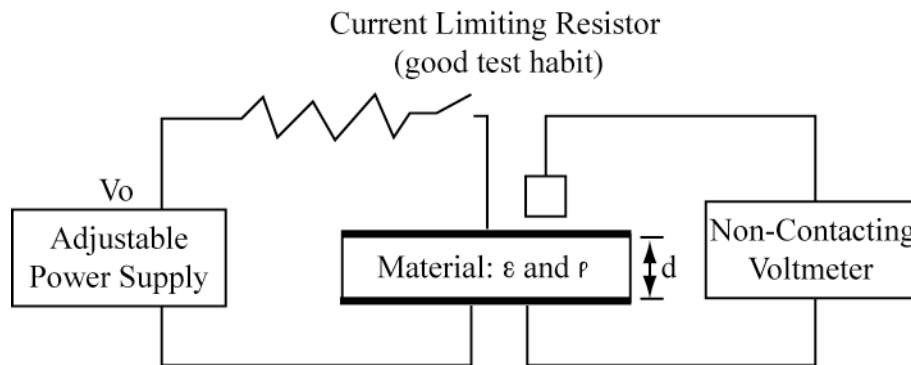 Current Limiting Resistor
(good test habit)
Vo
Adjustable
Power Supply
Material: ε and ρ
d
Non-Contacting
Voltmeter